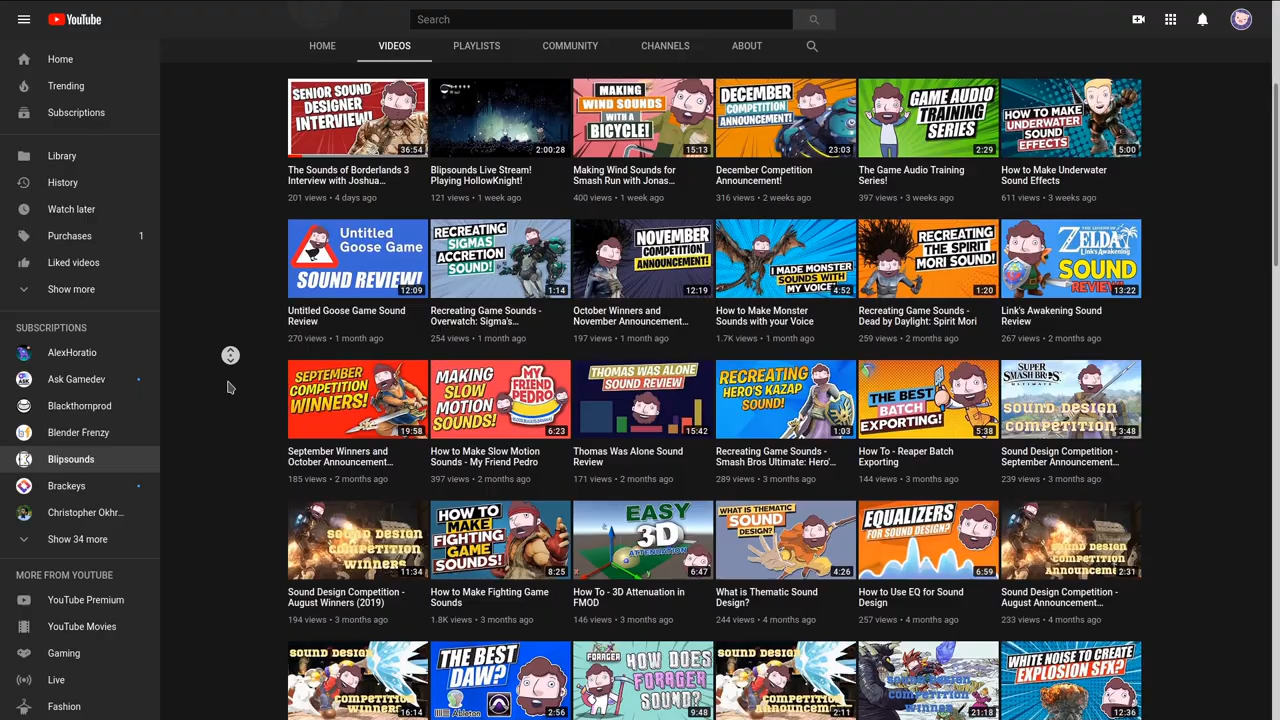 YouTube
Search
HOME
VIDEOS
PLAYLISTS
COMMUNITY
CHANNELS
ABOUT
Home
Trending
Subscriptions
Library
History
Watch later
Purchases 1
Liked videos
Show more
SUBSCRIPTIONS
AlexHoratio
Ask Gamedev
Blackthornprod
Blender Frenzy
Blipsounds
Brackeys
Christopher Okhr...
Show 34 more
MORE FROM YOUTUBE
YouTube Premium
YouTube Movies
Gaming
Live
Fashion
SENIOR SOUND
DESIGNER
INTERVIEW!
36:54
The Sounds of Borderlands 3
Interview with Joshua...
201 views • 4 days ago
2:00:28
Blipsounds Live Stream!
Playing HollowKnight!
121 views • 1 week ago
MAKING
WIND SOUNDS
WITH A
BICYCLE!
15:13
Making Wind Sounds for
Smash Run with Jonas...
400 views • 1 week ago
DECEMBER
COMPETITION
ANNOUNCEMENT!
23:03
December Competition
Announcement!
316 views • 2 weeks ago
GAME AUDIO
TRAINING
SERIES
2:29
The Game Audio Training
Series!
397 views • 3 weeks ago
HOW TO MAKE
UNDERWATER
SOUND
EFFECTS
5:00
How to Make Underwater
Sound Effects
611 views • 3 weeks ago
Untitled
Goose Game
SOUND REVIEW!
12:09
Untitled Goose Game Sound
Review
270 views • 1 month ago
RECREATING
SIGMAS
ACCRETION
SOUND!
1:14
Recreating Game Sounds -
Overwatch: Sigma's...
254 views • 1 month ago
NOVEMBER
COMPETITION
ANNOUNCEMENT!
12:19
October Winners and
November Announcement...
197 views • 1 month ago
I MADE MONSTER
SOUNDS WITH
MY VOICE!
4:52
How to Make Monster
Sounds with your Voice
1.7K views • 1 month ago
RECREATING
THE SPIRIT
MORI SOUND!
1:20
Recreating Game Sounds -
Dead by Daylight: Spirit Mori
259 views • 2 months ago
THE LEGEND OF
ZELDA
Link's Awakening
SOUND
REVIEW
13:22
Link's Awakening Sound
Review
267 views • 2 months ago
SEPTEMBER
COMPETITION
WINNERS!
19:58
September Winners and
October Announcement...
185 views • 2 months ago
MAKING
SLOW
MOTION
SOUNDS!
MY
FRIEND
PEDRO
6:23
How to Make Slow Motion
Sounds - My Friend Pedro
397 views • 2 months ago
THOMAS WAS ALONE
SOUND REVIEW
15:42
Thomas Was Alone Sound
Review
171 views • 2 months ago
RECREATING
HERO'S KAZAP
SOUND!
1:03
Recreating Game Sounds -
Smash Bros Ultimate: Hero'...
289 views • 3 months ago
THE BEST
BATCH
EXPORTING!
5:38
How To - Reaper Batch
Exporting
144 views • 3 months ago
SUPER
SMASH BROS.
ULTIMATE
SOUND DESIGN
COMPETITION
3:48
Sound Design Competition -
September Announcement...
239 views • 3 months ago
SOUND DESIGN
COMPETITION
WINNERS
11:34
Sound Design Competition -
August Winners (2019)
194 views • 3 months ago
HOW TO
MAKE
FIGHTING
GAME
SOUNDS!
8:25
How to Make Fighting Game
Sounds
1.8K views • 3 months ago
EASY
3D
ATTENUATION
6:47
How To - 3D Attenuation in
FMOD
146 views • 3 months ago
WHAT IS THEMATIC
SOUND
DESIGN?
4:26
What is Thematic Sound
Design?
244 views • 4 months ago
EQUALIZERS
FOR SOUND DESIGN?
6:59
How to Use EQ for Sound
Design
257 views • 4 months ago
SOUND DESIGN
COMPETITION
ANNOUNCEME
2:31
Sound Design Competition -
August Announcement...
233 views • 4 months ago
SOUND DESIGN
COMPETITION
WINNER
16:14
THE BEST
DAW?
Ableton
2:56
FORAGER
HOW DOES
FORAGER
SOUND?
9:48
SOUND DESIGN
COMPETITION
2:11
SOUND DESIGN
COMPETITION
WINNER
21:18
WHITE NOISE TO CREATE
EXPLOSION SFX?
12:36